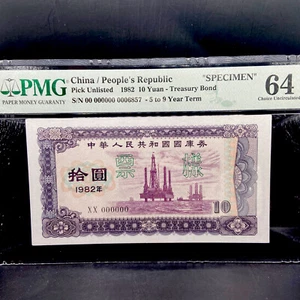 PMG
PAPER MONEY GUARANTY
China / People's Republic
"SPECIMEN"
Pick Unlisted 1982 10 Yuan - Treasury Bond
S/N 00 000000 0006857 - 5 to 9 Year Term
64
Choice Uncirculated
中華人民共和國國庫券
票 樣
拾圓
1982年
XX 000000
10